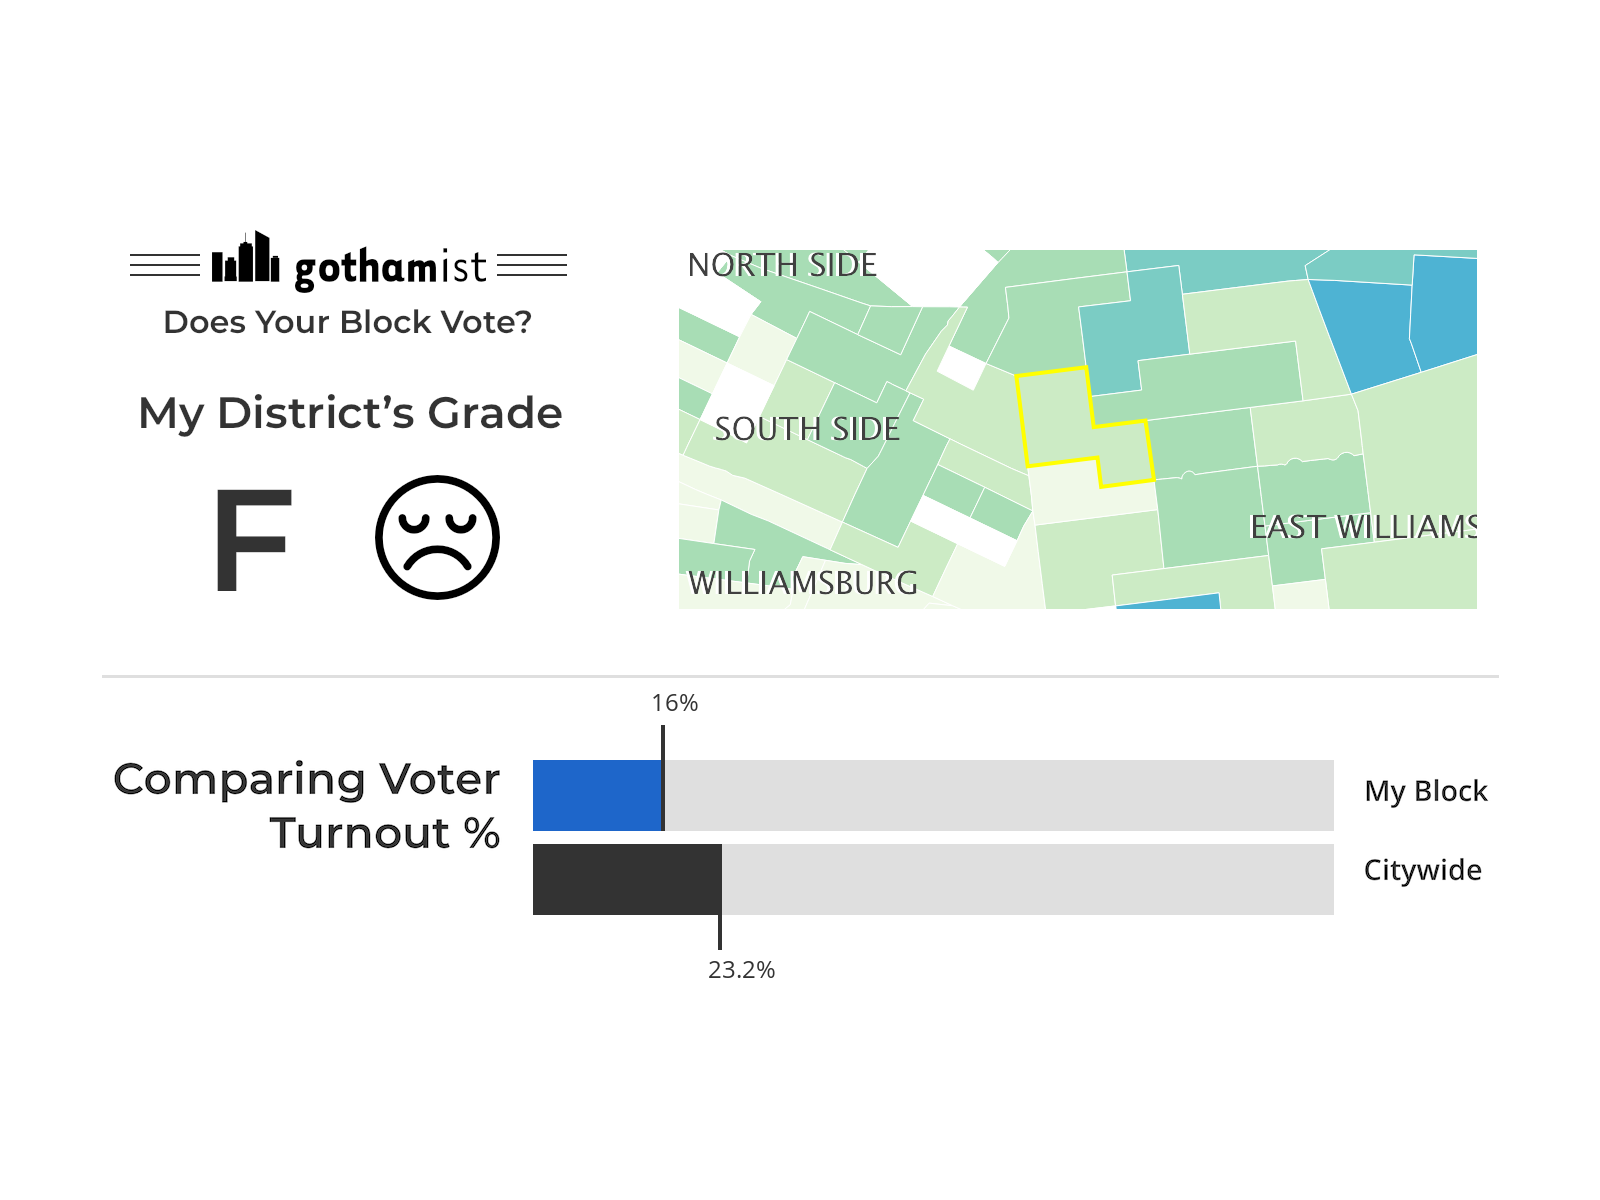 gothamist
Does Your Block Vote?
My District’s Grade
F
NORTH SIDE
SOUTH SIDE
EAST WILLIAMS
WILLIAMSBURG
16%
Comparing Voter
Turnout %
My Block
Citywide
23.2%